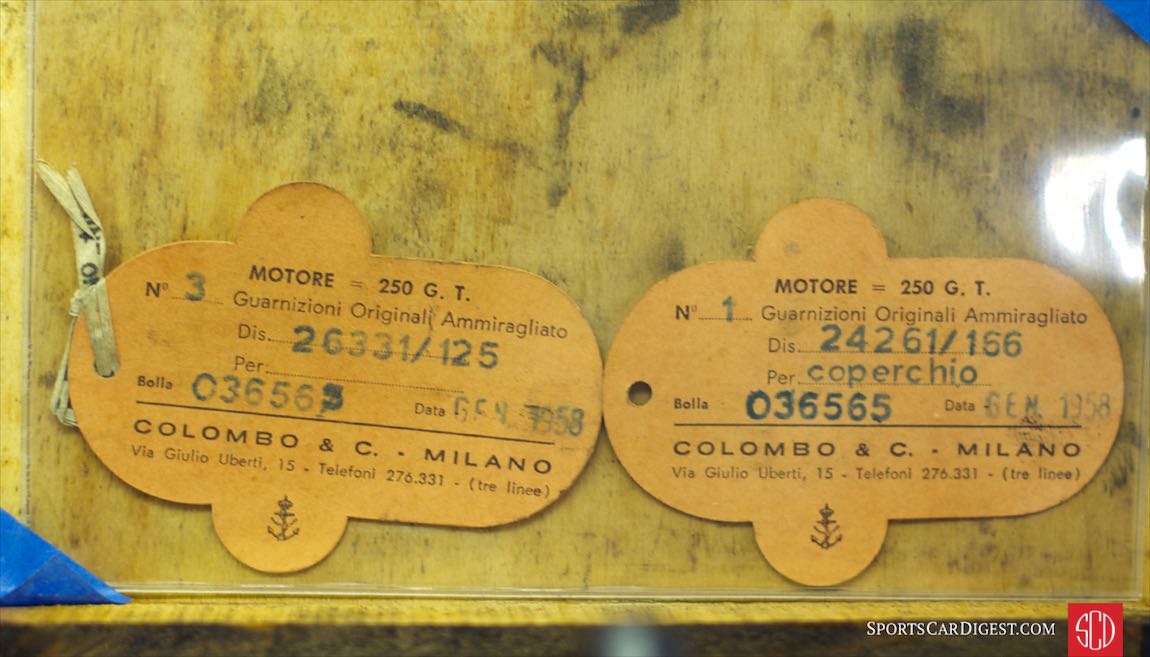 MOTORE = 250 G. T.
Nº 3 Guarnizioni Originali Ammiragliato
Dis. 26331/125
Per
Bolla 03656
Data GEN 1958
COLOMBO & C. - MILANO
Via Giulio Uberti, 15 - Telefoni 276.331 - (tre linee)
MOTORE = 250 G. T.
Nº 1 Guarnizioni Originali Ammiragliato
Dis. 24261/166
Per coperchio
Bolla 036565 Data GEN 1958
COLOMBO & C. - MILANO
Via Giulio Uberti, 15 - Telefoni 276.331 - (tre linee)
SPORTSCARDIGEST.COM
SCD